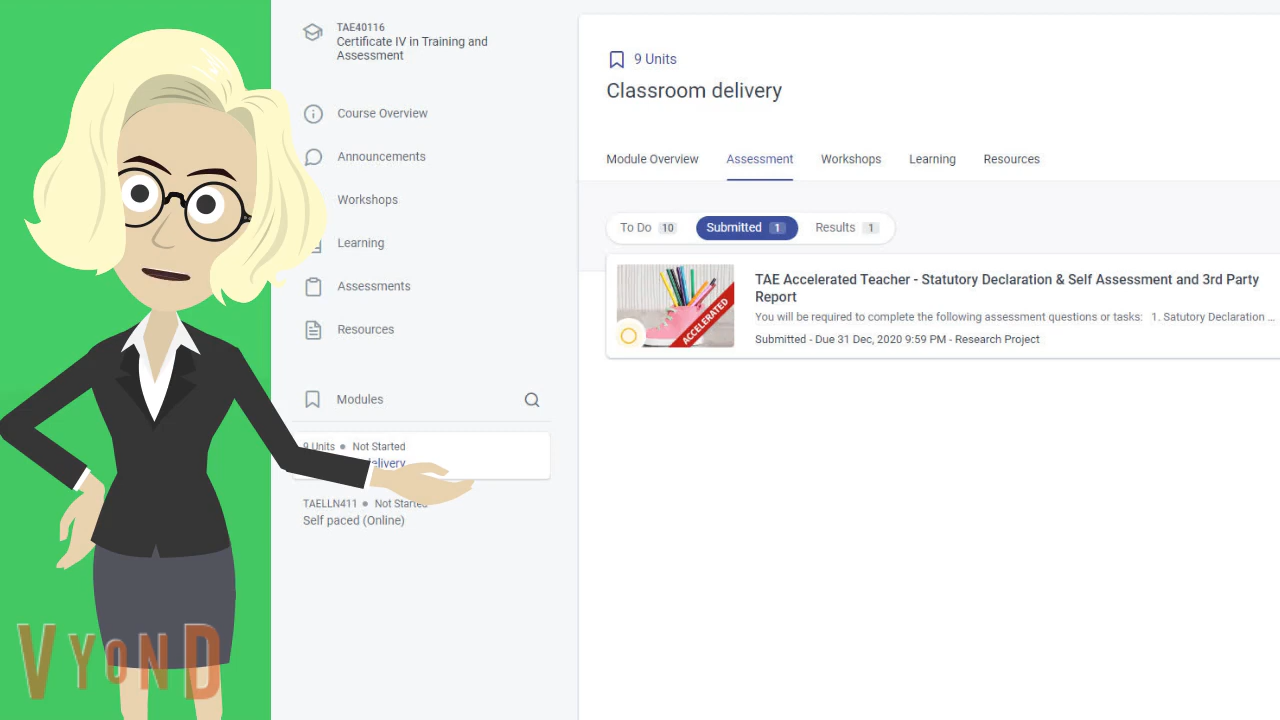 TAE40116
Certificate IV in Training and
Assessment
Course Overview
Announcements
Workshops
Learning
Assessments
Resources
Modules
9 Units Not Started
delivery
TAELLN411 Not Started
Self paced (Online)
9 Units
Classroom delivery
Module Overview Assessment Workshops Learning Resources
To Do 10 Submitted 1 Results 1
ACCELERATED
TAE Accelerated Teacher - Statutory Declaration & Self Assessment and 3rd Party
Report
You will be required to complete the following assessment questions or tasks: 1. Satutory Declaration ...
Submitted - Due 31 Dec, 2020 9:59 PM - Research Project
VYOND